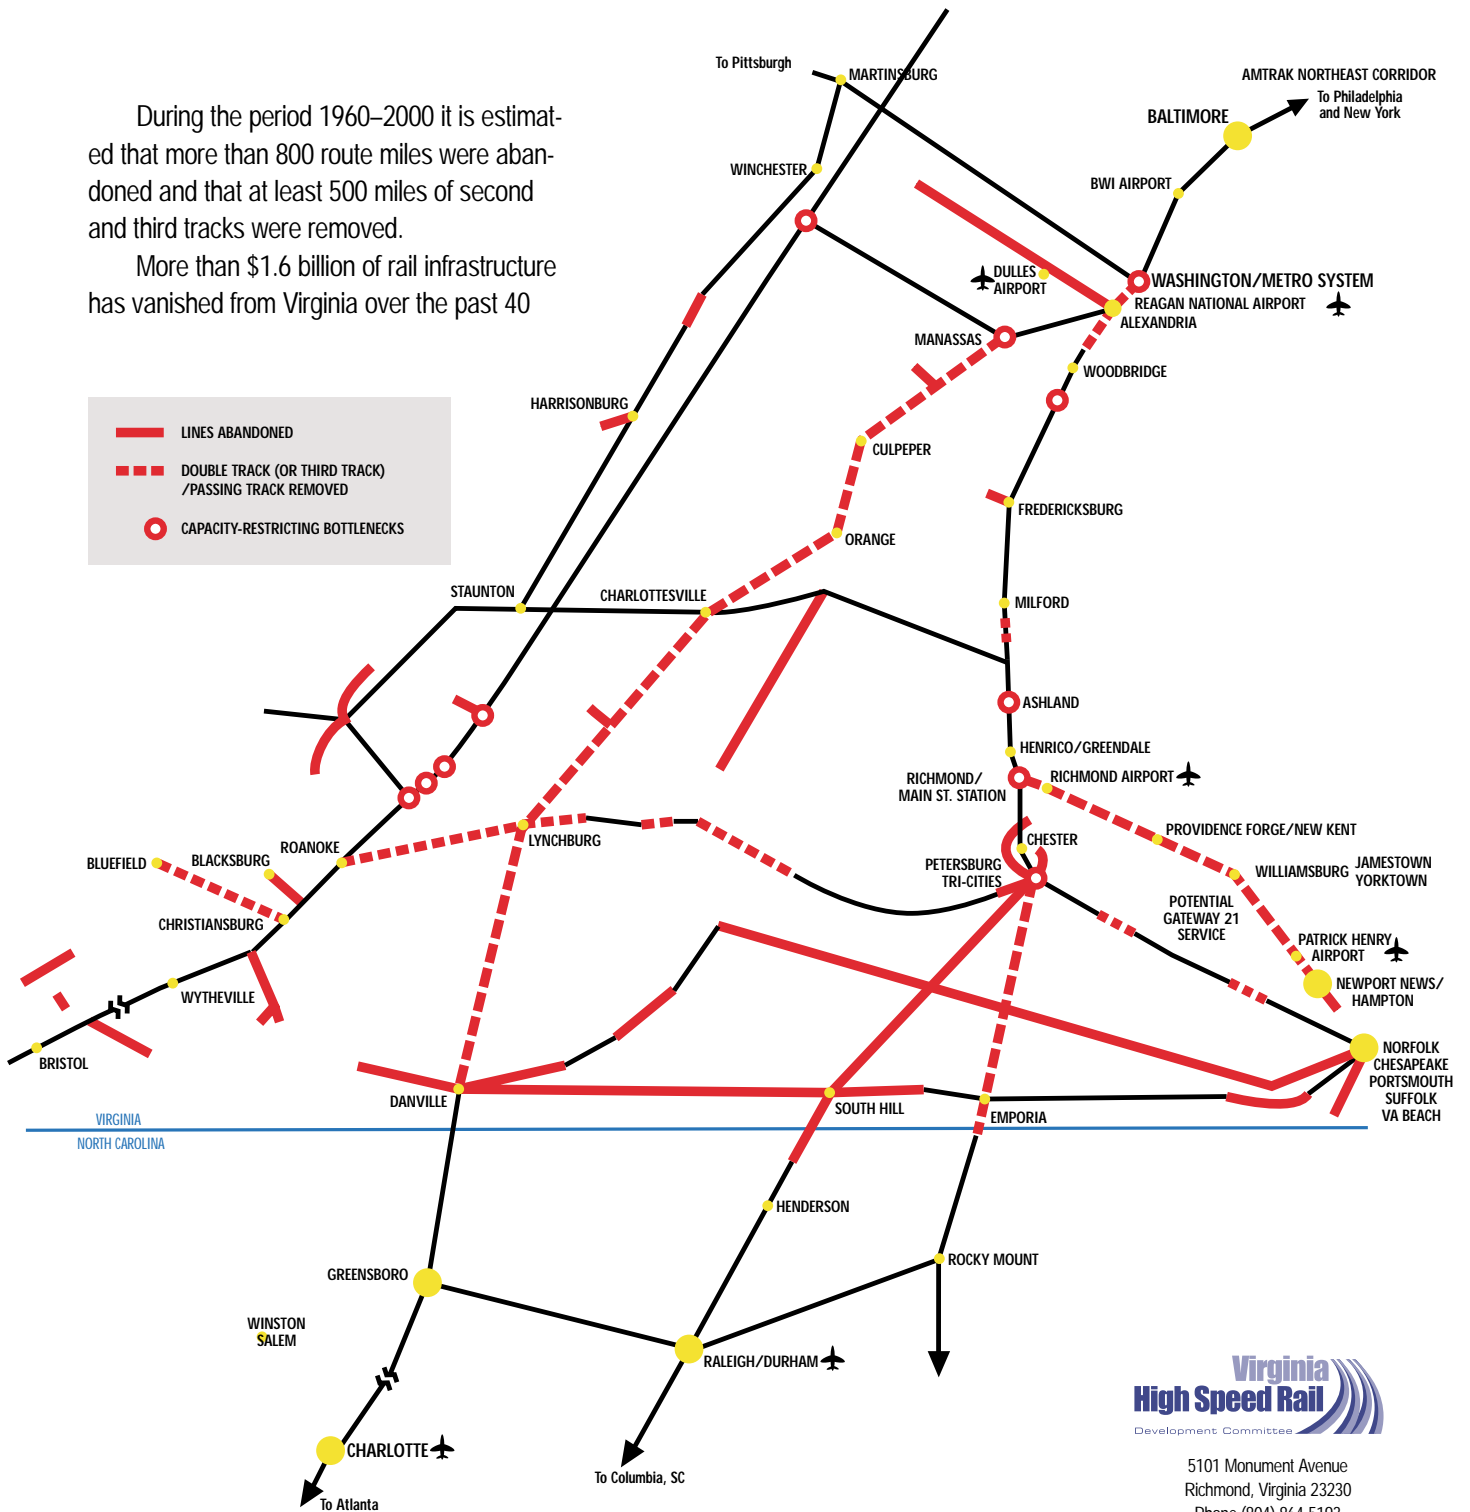 During the period 1960–2000 it is estimat-
ed that more than 800 route miles were aban-
doned and that at least 500 miles of second
and third tracks were removed.
More than $1.6 billion of rail infrastructure
has vanished from Virginia over the past 40
LINES ABANDONED
DOUBLE TRACK (OR THIRD TRACK)
/PASSING TRACK REMOVED
CAPACITY-RESTRICTING BOTTLENECKS
To Pittsburgh
MARTINSBURG
AMTRAK NORTHEAST CORRIDOR
To Philadelphia
and New York
BALTIMORE
WINCHESTER
BWI AIRPORT
DULLES
AIRPORT
WASHINGTON/METRO SYSTEM
REAGAN NATIONAL AIRPORT
ALEXANDRIA
MANASSAS
WOODBRIDGE
HARRISONBURG
CULPEPER
FREDERICKSBURG
ORANGE
STAUNTON
CHARLOTTESVILLE
MILFORD
ASHLAND
HENRICO/GREENDALE
RICHMOND/
MAIN ST. STATION
RICHMOND AIRPORT
PROVIDENCE FORGE/NEW KENT
LYNCHBURG
CHESTER
ROANOKE
BLUEFIELD
BLACKSBURG
PETERSBURG
TRI-CITIES
WILLIAMSBURG
JAMESTOWN
YORKTOWN
CHRISTIANSBURG
POTENTIAL
GATEWAY 21
SERVICE
PATRICK HENRY
AIRPORT
WYTHEVILLE
NEWPORT NEWS/
HAMPTON
BRISTOL
NORFOLK
CHESAPEAKE
PORTSMOUTH
SUFFOLK
VA BEACH
DANVILLE
SOUTH HILL
EMPORIA
VIRGINIA
NORTH CAROLINA
HENDERSON
ROCKY MOUNT
GREENSBORO
WINSTON
SALEM
RALEIGH/DURHAM
CHARLOTTE
To Columbia, SC
To Atlanta
Virginia
High Speed Rail
Development Committee
5101 Monument Avenue
Richmond, Virginia 23230
Phone (804) 864-5193